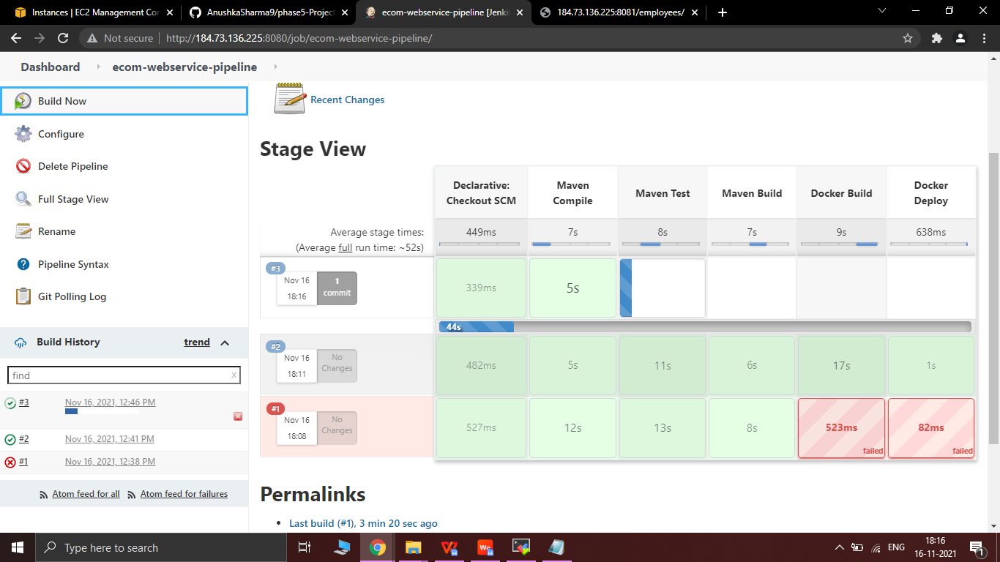 Instances | EC2 Management Con
AnushkaSharma9/phase5-Project
ecom-webservice-pipeline [Jenki
184.73.136.225:8081/employees/
Not secure
http://184.73.136.225:8080/job/ecom-webservice-pipeline/
Dashboard
ecom-webservice-pipeline
Build Now
Configure
Delete Pipeline
Full Stage View
Rename
Pipeline Syntax
Git Polling Log
Build History
trend
find
x
#3
Nov 16, 2021, 12:46 PM
#2
Nov 16, 2021, 12:41 PM
#1
Nov 16, 2021, 12:38 PM
Atom feed for all
Atom feed for failures
Recent Changes
Stage View
Declarative:
Checkout SCM
Maven
Compile
Maven Test
Maven Build
Docker Build
Docker
Deploy
Average stage times:
(Average full run time: ~52s)
449ms
7s
8s
7s
9s
638ms
#3
Nov 16
18:16
1
commit
339ms
5s
44s
#2
Nov 16
18:11
No
Changes
482ms
5s
11s
6s
17s
1s
#1
Nov 16
18:08
No
Changes
527ms
12s
13s
8s
523ms
failed
82ms
failed
Permalinks
Last build (#1), 3 min 20 sec ago
Type here to search
ENG
18:16
16-11-2021
1